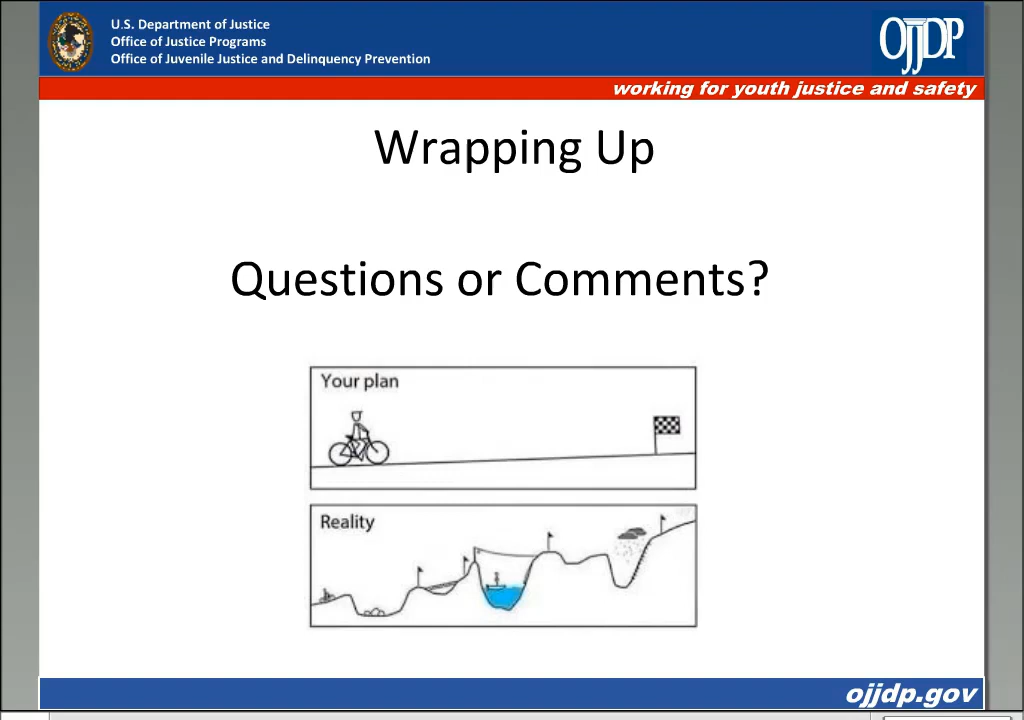 U.S. Department of Justice
Office of Justice Programs
Office of Juvenile Justice and Delinquency Prevention
OJJDP
working for youth justice and safety
Wrapping Up
Questions or Comments?
Your plan
Reality
ojjdp.gov